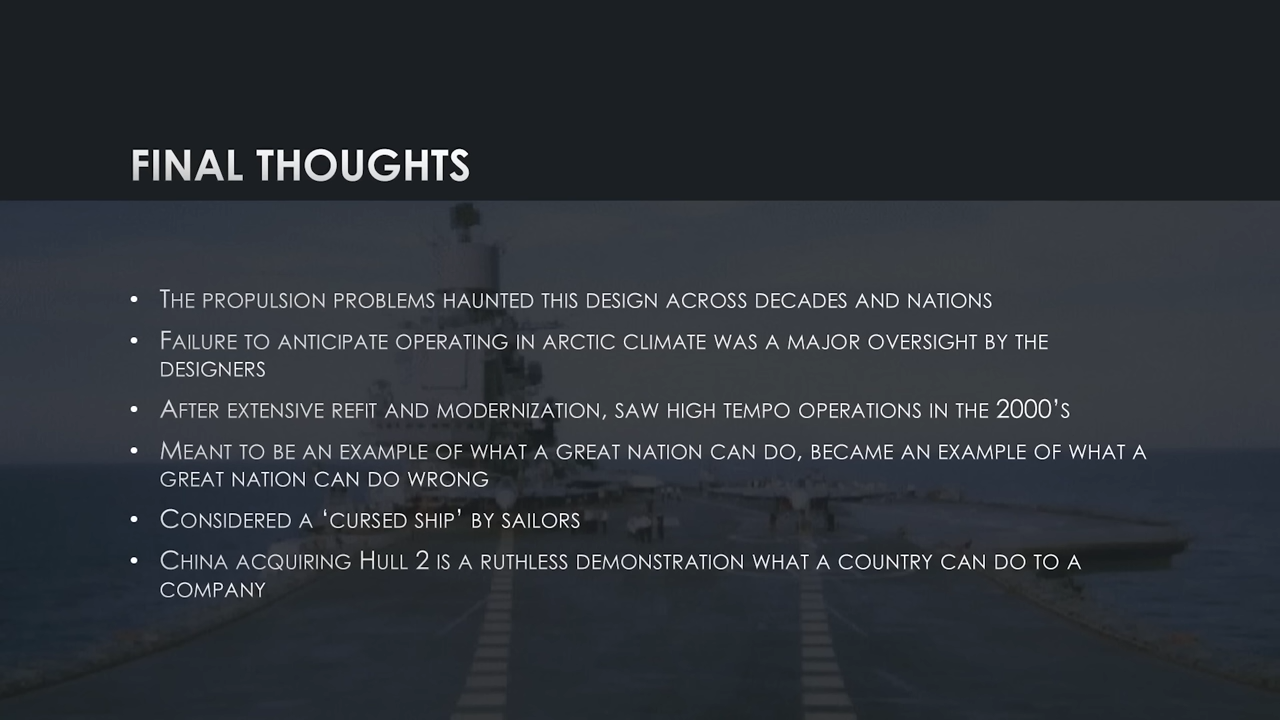 FINAL THOUGHTS
• The propulsion problems haunted this design across decades and nations
• Failure to anticipate operating in arctic climate was a major oversight by the
designers
• After extensive refit and modernization, saw high tempo operations in the 2000's
• Meant to be an example of what a great nation can do, became an example of what a
great nation can do wrong
• Considered a ‘cursed ship’ by sailors
• China acquiring Hull 2 is a ruthless demonstration what a country can do to a
company